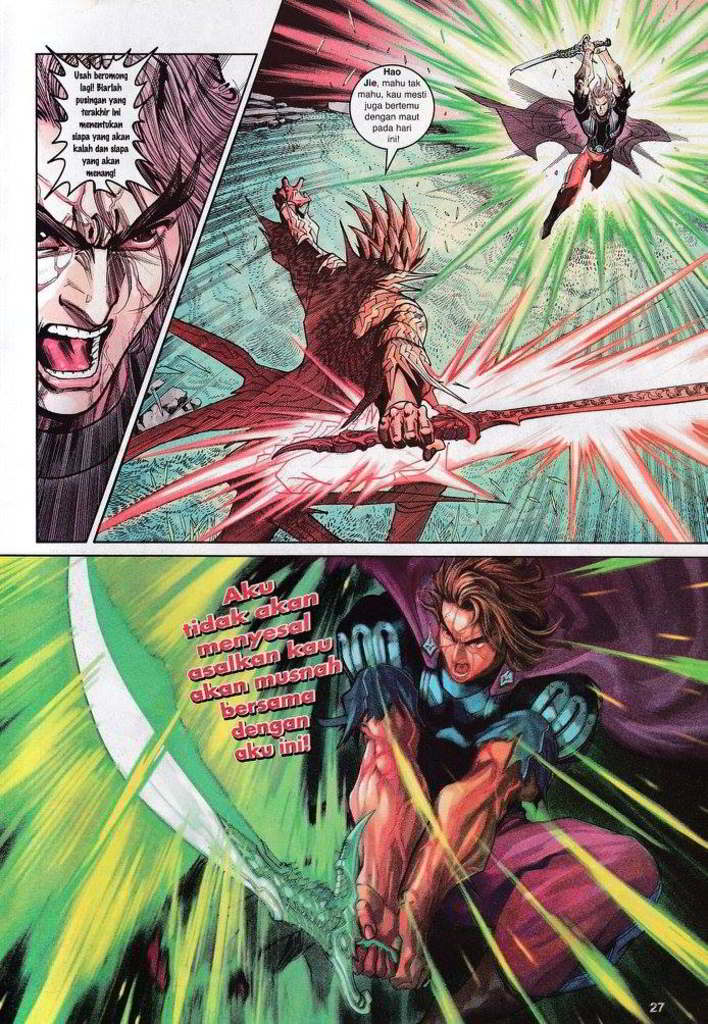 Usah beromong
lagi! Biarlah
pusingan yang
terakhir ini
menentukan
siapa yang akan
kalah dan siapa
yang akan
menang!
Hao
Jie, mahu tak
mahu, kau mesti
juga bertemu
dengan maut
pada hari
ini!
Aku
tidak akan
menyesal
asalkan kau
akan musnah
bersama
dengan
aku ini!
27